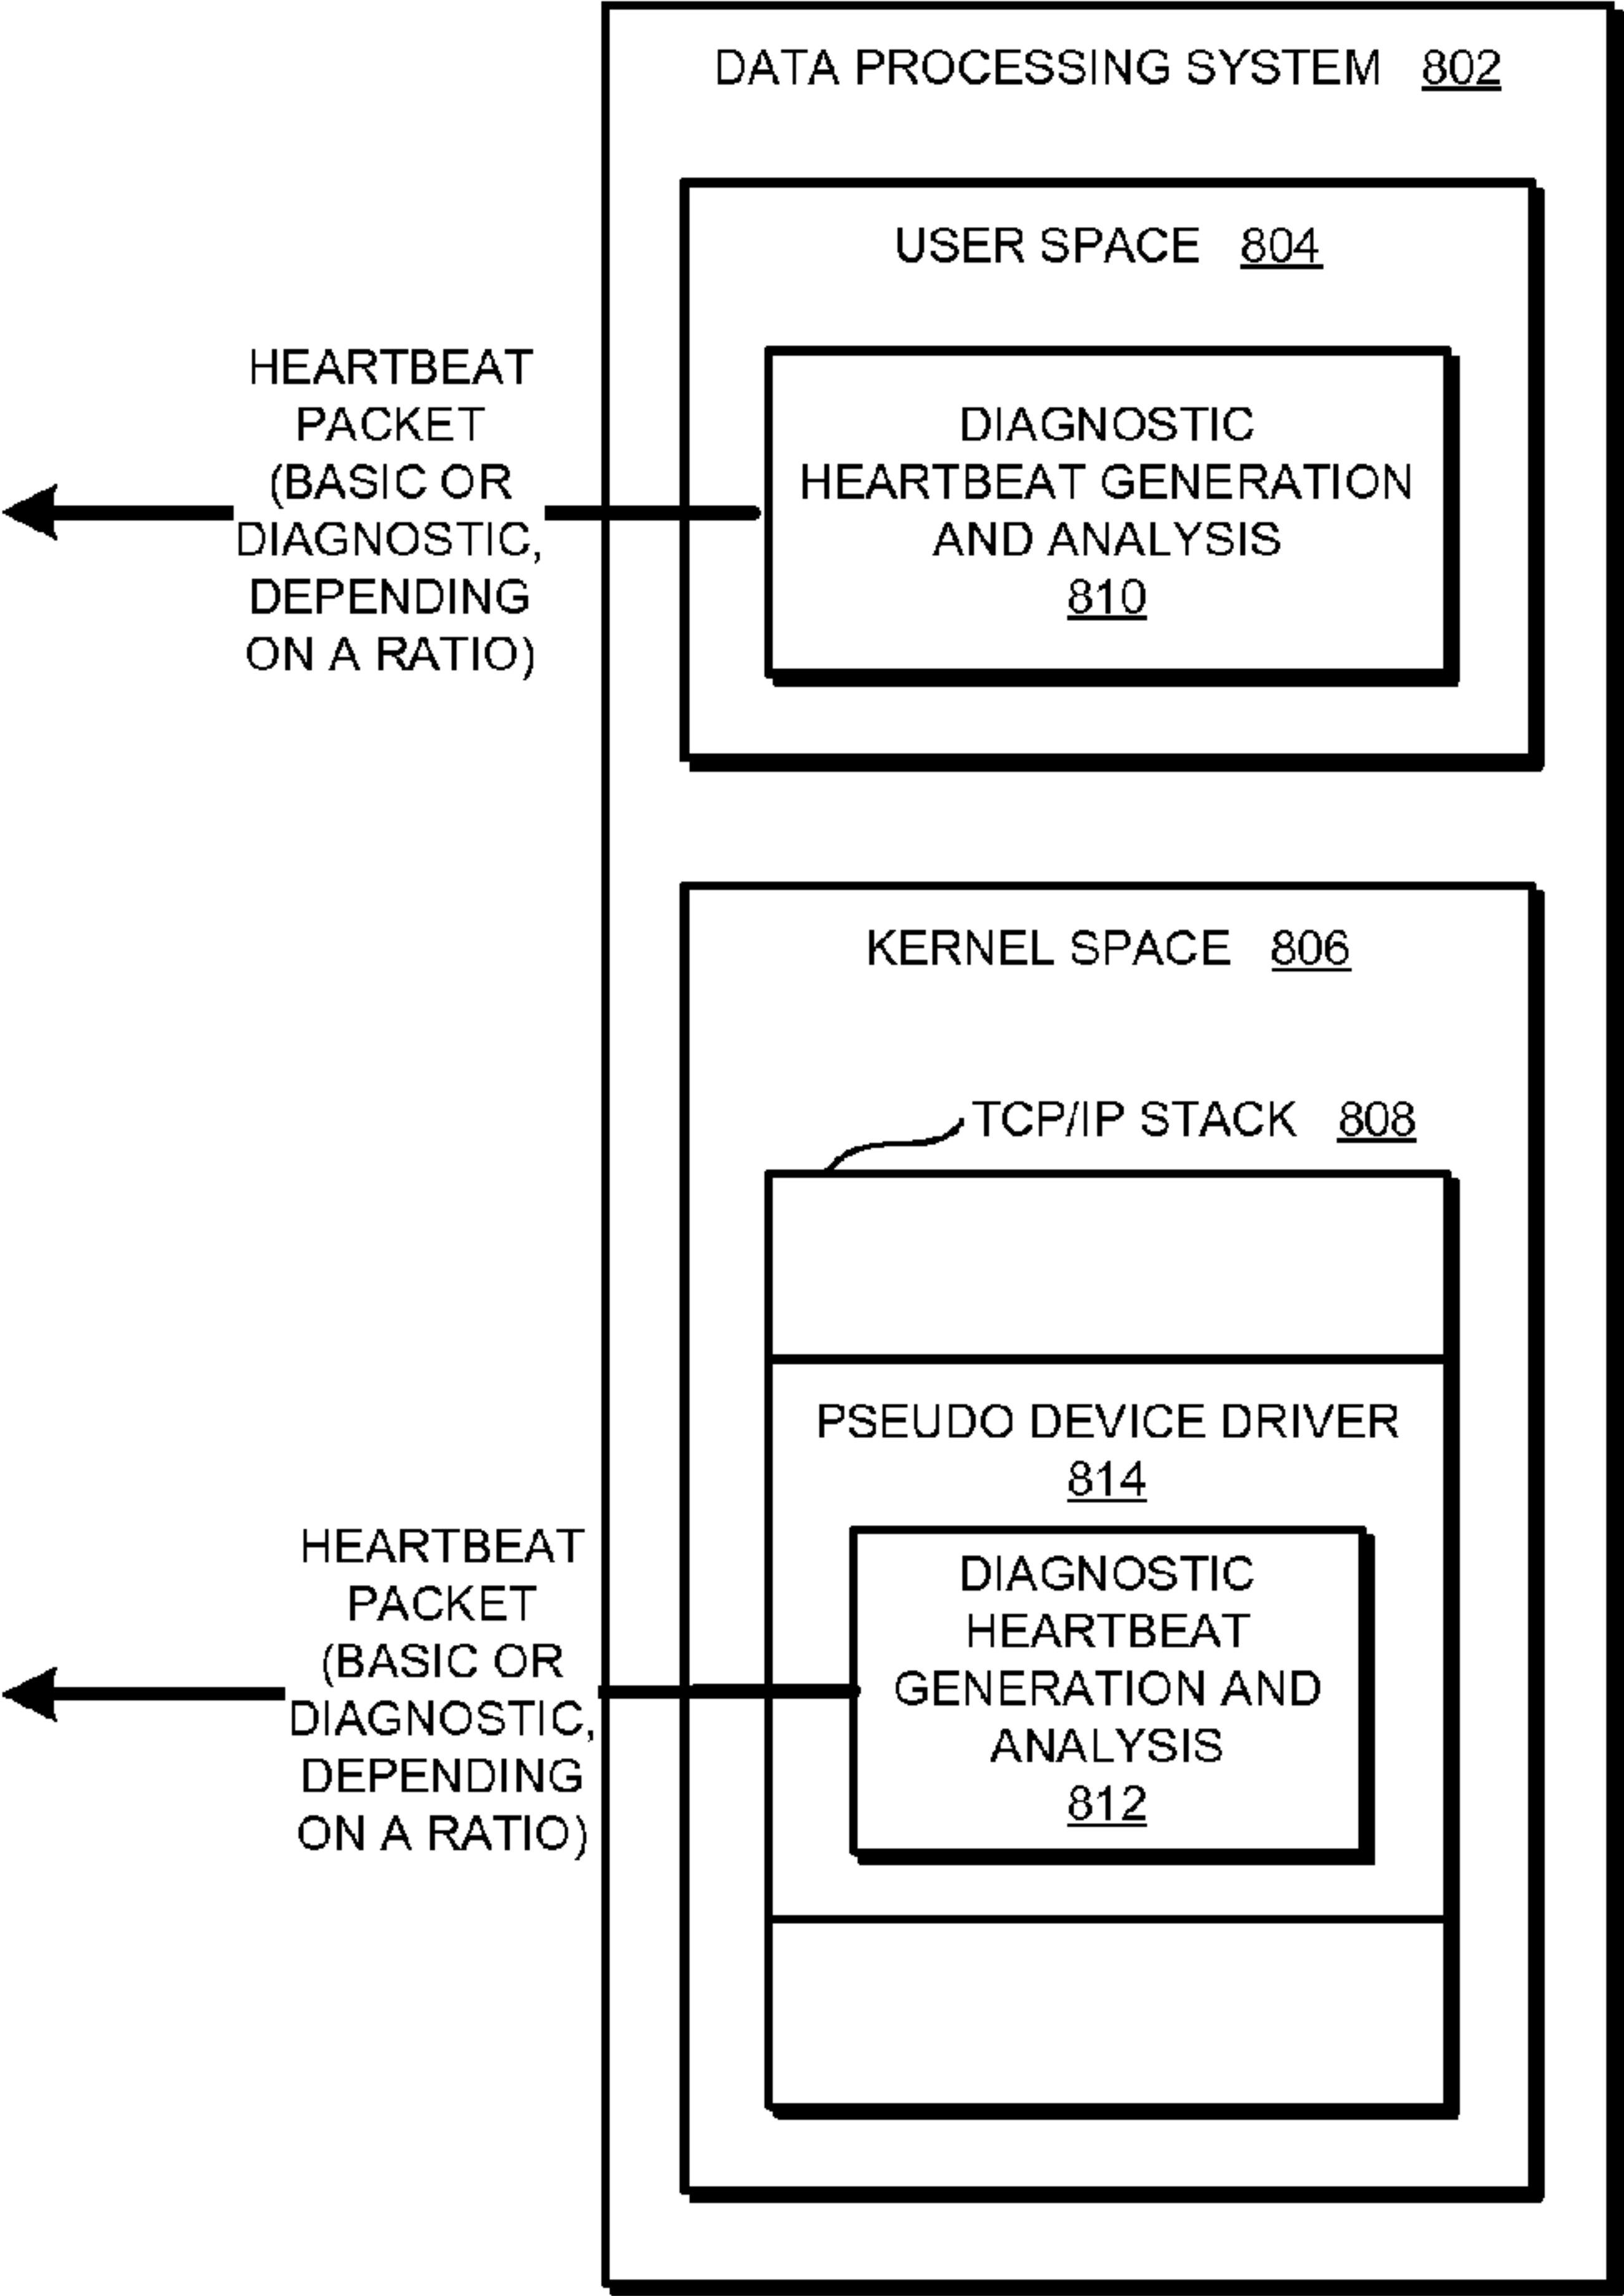 DATA PROCESSING SYSTEM 802
USER SPACE 804
HEARTBEAT
PACKET
(BASIC OR
DIAGNOSTIC,
DEPENDING
ON A RATIO)
DIAGNOSTIC
HEARTBEAT GENERATION
AND ANALYSIS
810
KERNEL SPACE 806
TCP/IP STACK 808
PSEUDO DEVICE DRIVER
814
HEARTBEAT
PACKET
(BASIC OR
DIAGNOSTIC,
DEPENDING
ON A RATIO)
DIAGNOSTIC
HEARTBEAT
GENERATION AND
ANALYSIS
812